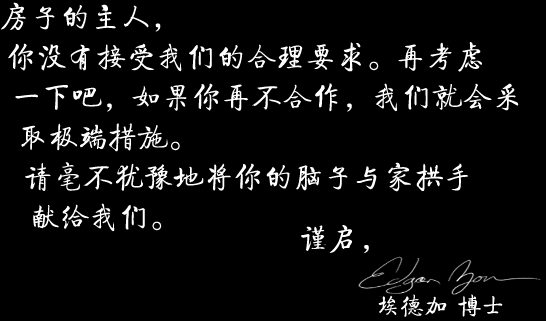 房子的主人，
你没有接受我们的合理要求。再考虑
一下吧，如果你再不合作，我们就会采
取极端措施。
请毫不犹豫地将你的脑子与家拱手
献给我们。
谨启，
Edgar
埃德加 博士